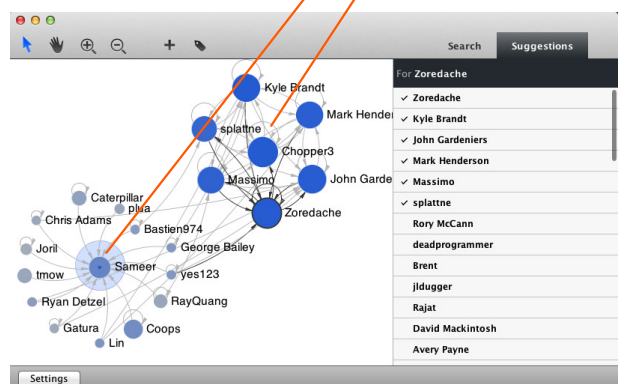 Search
Suggestions
For Zoredache
Zoredache
Kyle Brandt
John Gardeniers
Mark Henderson
Massimo
splattne
Rory McCann
deadprogrammer
Brent
jldugger
Rajat
David Mackintosh
Avery Payne
Kyle Brandt
Mark Hender
splattne
Chopper3
Massimo
John Garde
Zoredache
Caterpillar
plua
Chris Adams
Bastien974
George Bailey
Joril
Sameer
yes123
tmow
Ryan Detzel
RayQuang
Gatura
Coops
Lin
Settings